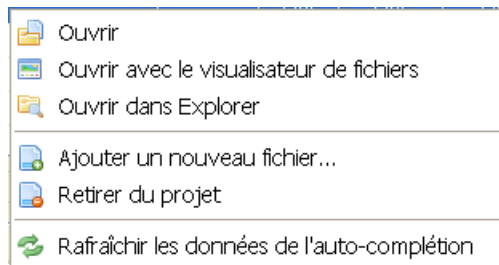 Ouvrir
Ouvrir avec le visualisateur de fichiers
Ouvrir dans Explorer
Ajouter un nouveau fichier...
Retirer du projet
Rafraîchir les données de l'auto-complétion